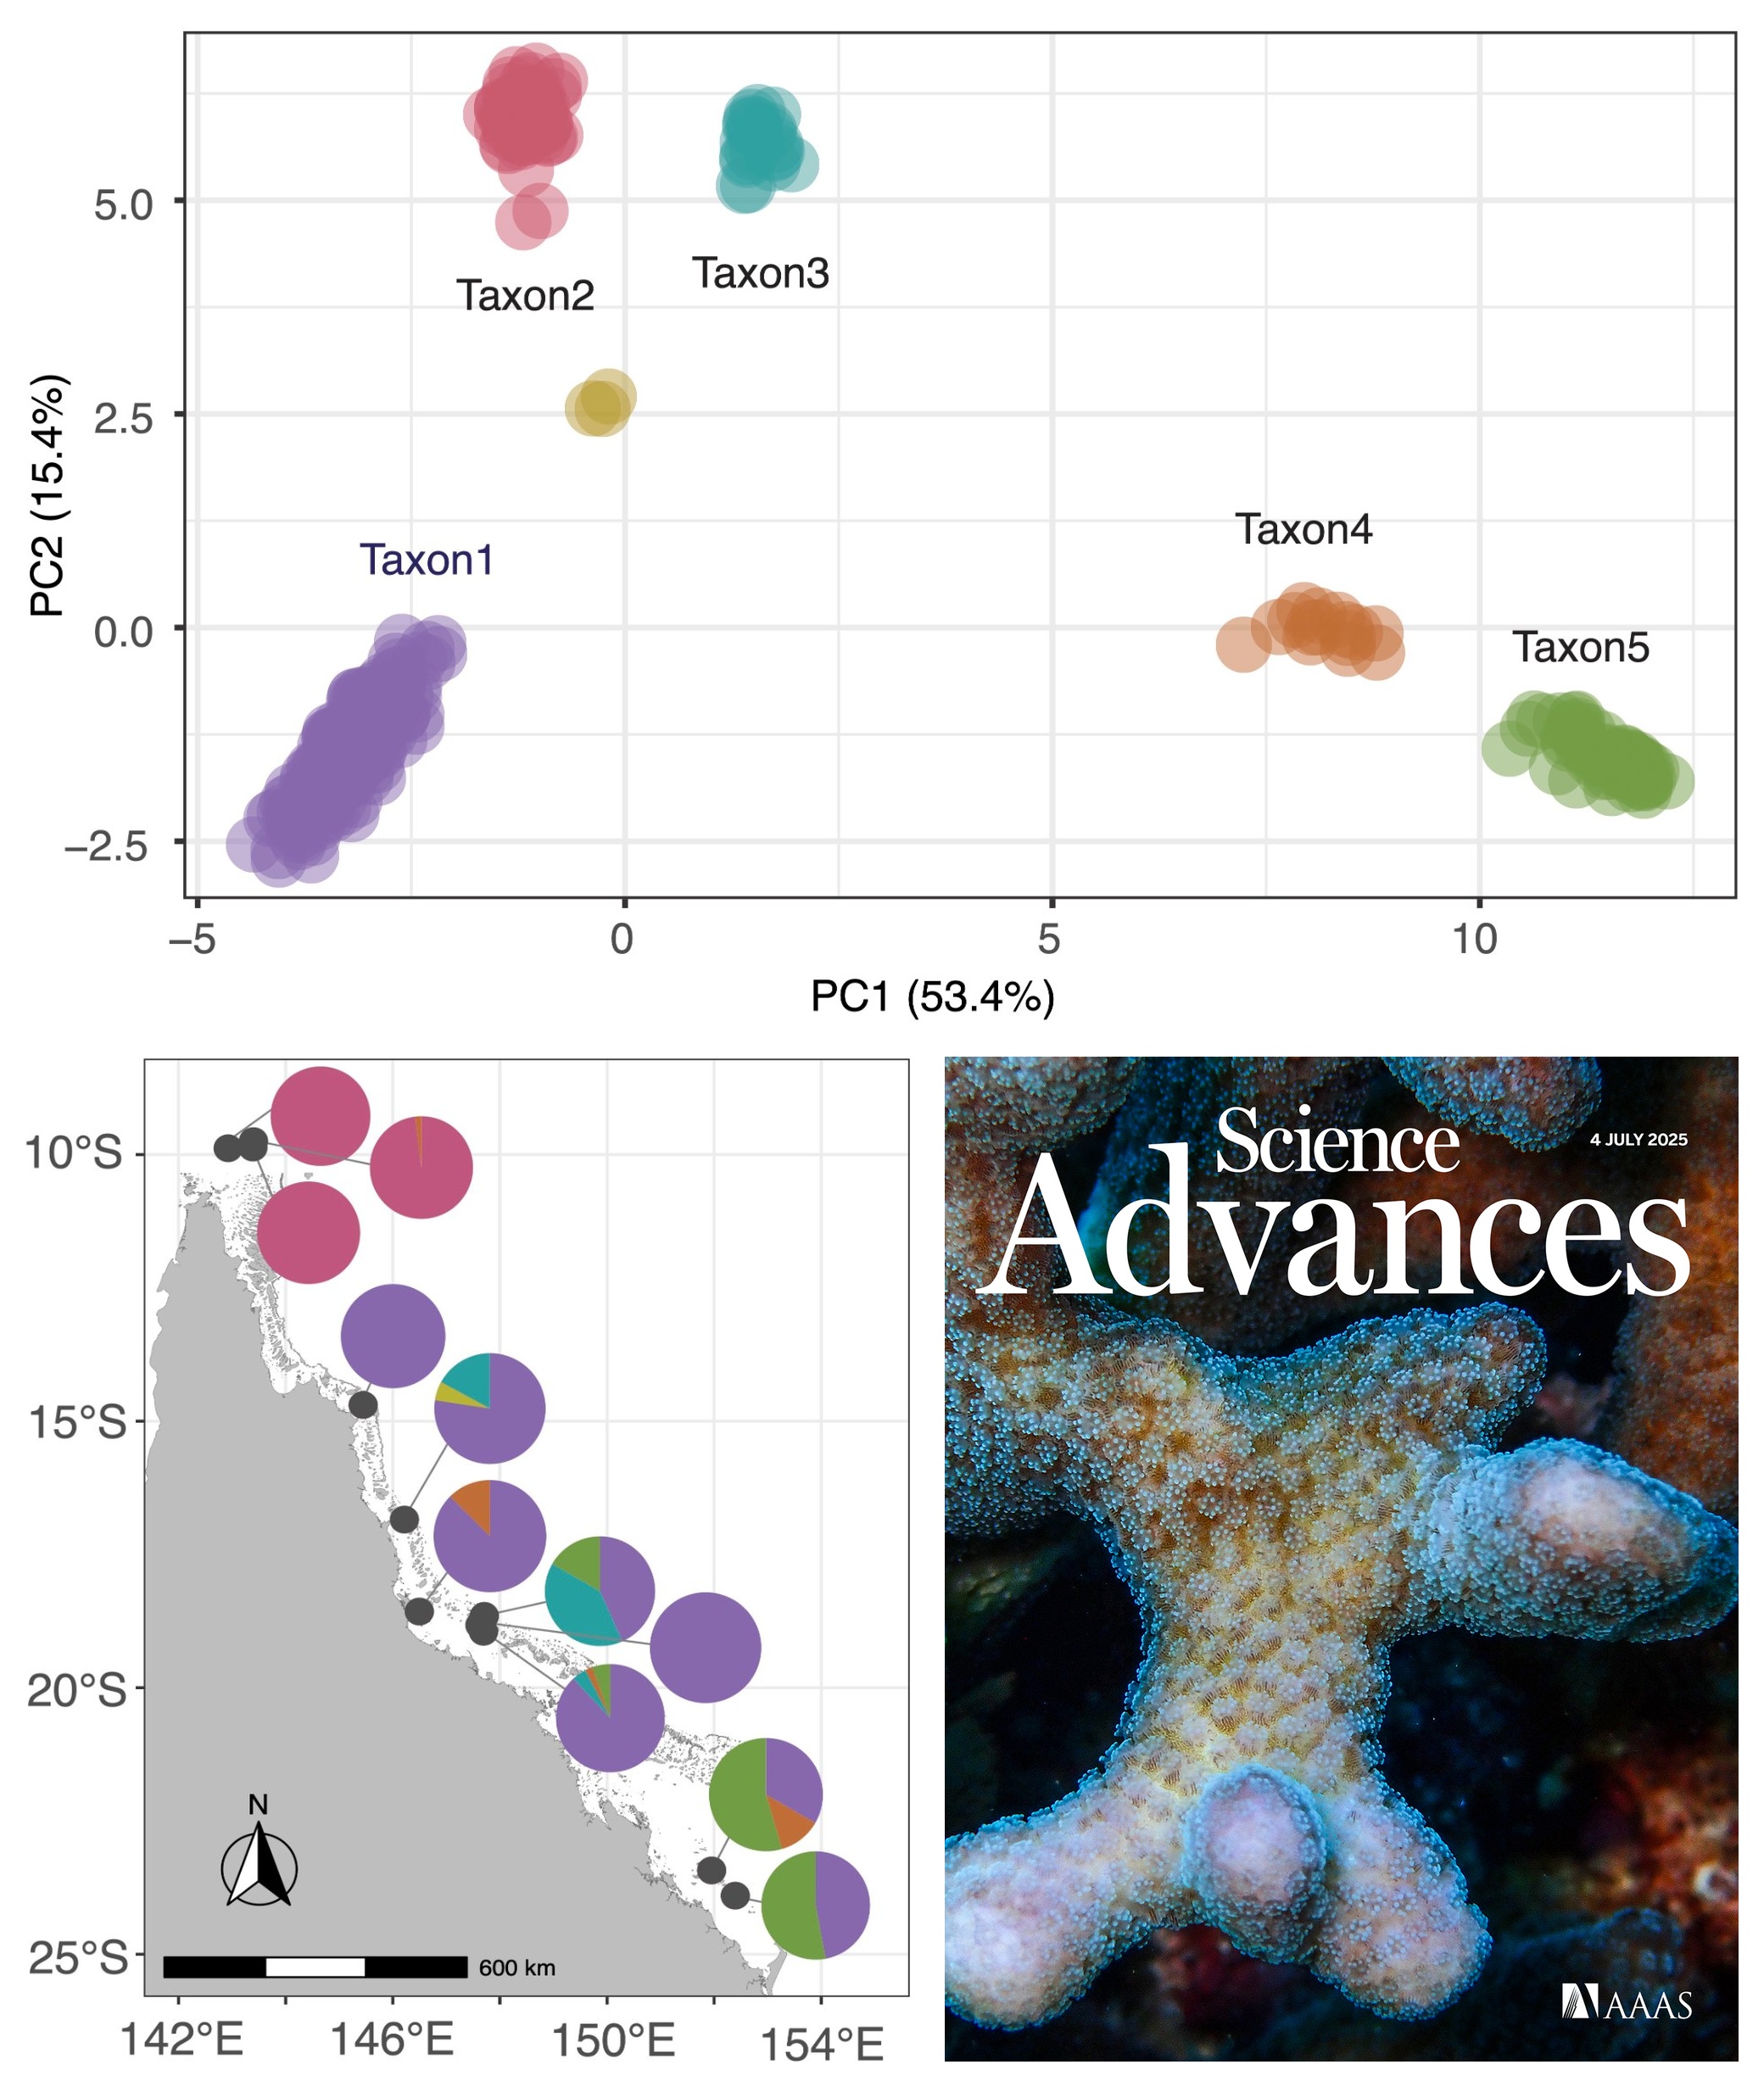 5.0
2.5
0.0
−2.5
PC2 (15.4%)
Taxon2
Taxon3
Taxon1
Taxon4
Taxon5
−5
0
5
10
PC1 (53.4%)
10°S
15°S
20°S
25°S
N
600 km
142°E
146°E
150°E
154°E
Science
4 JULY 2025
Advances
AAAS